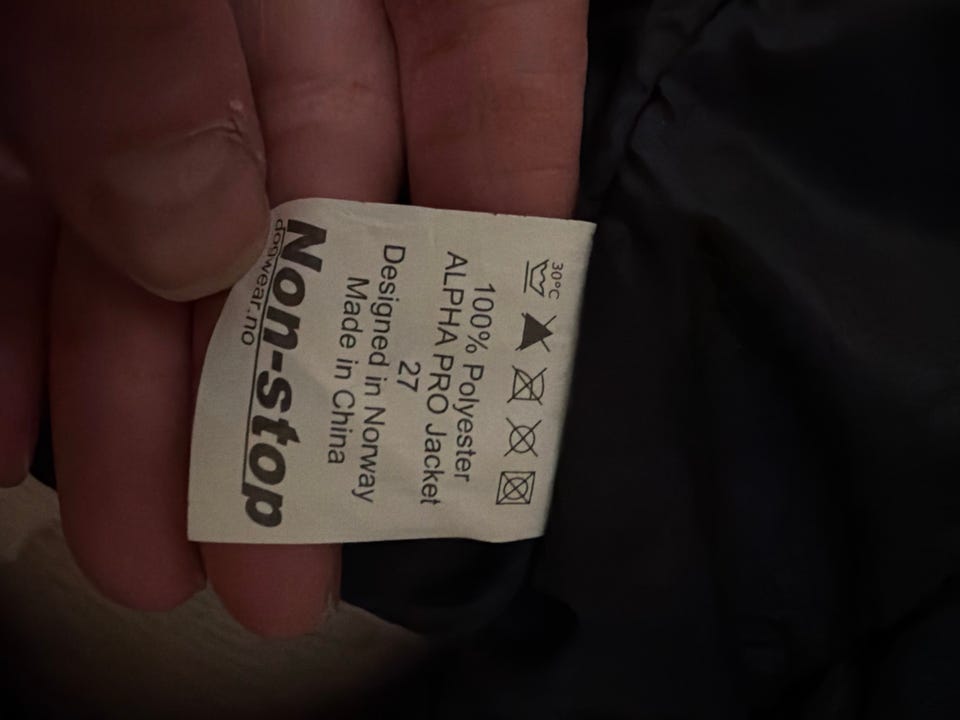 30°C
100% Polyester
ALPHA PRO Jacket
27
Designed in Norway
Made in China
Non-stop
dogwear.no